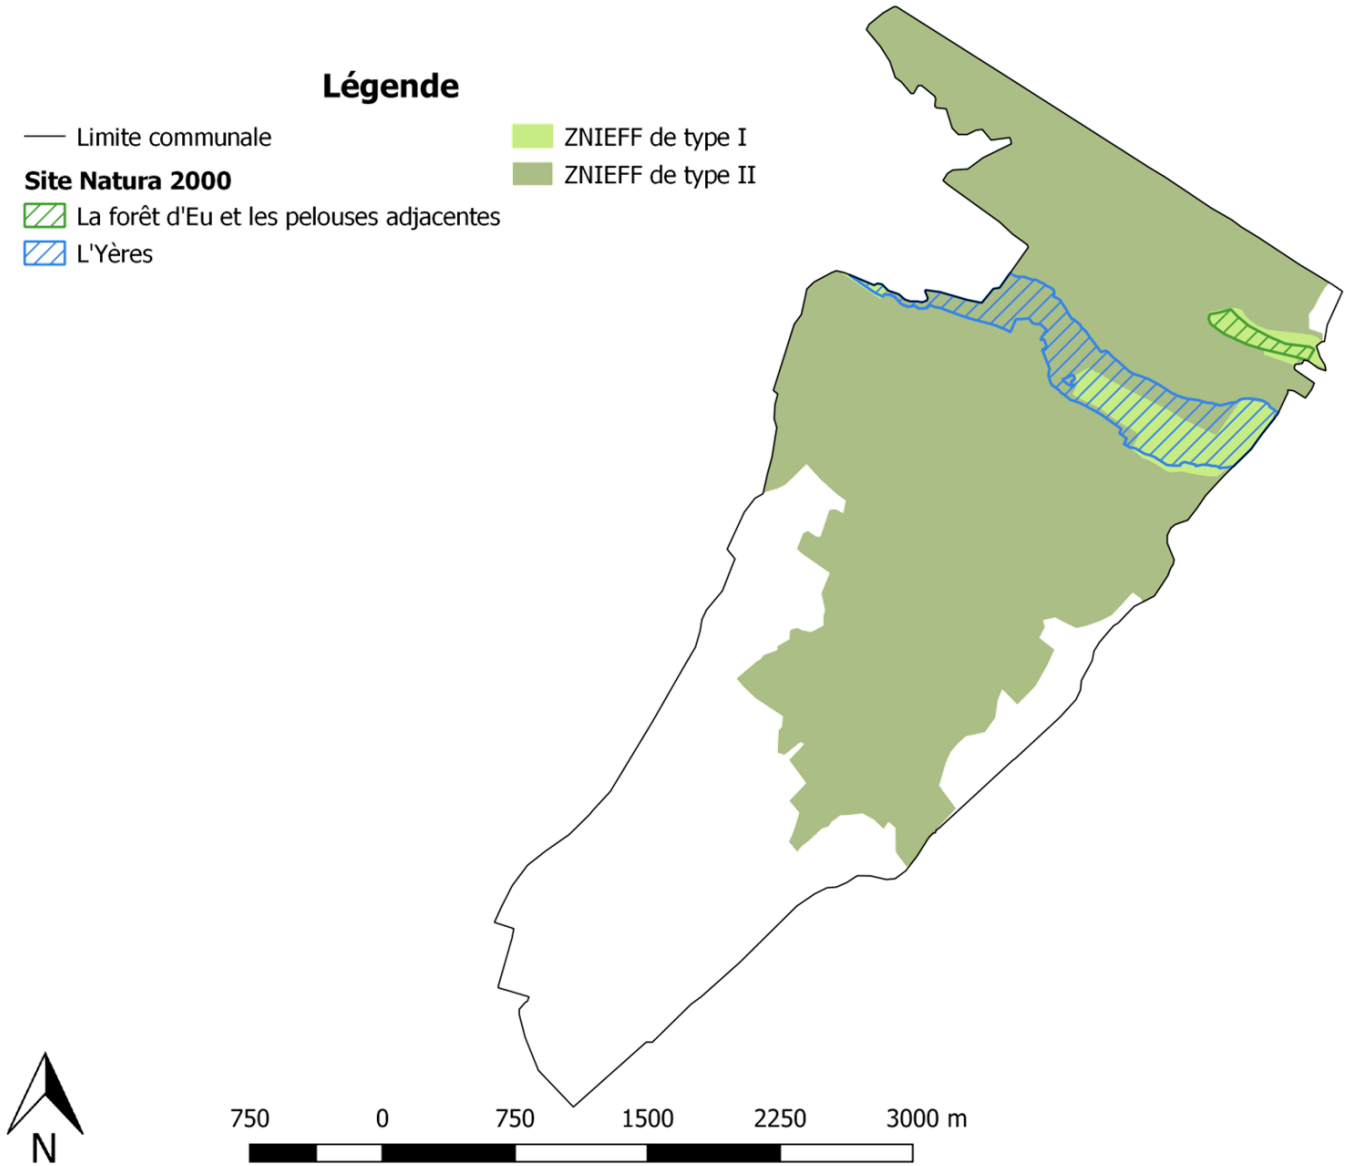 Légende
Limite communale
Site Natura 2000
La forêt d'Eu et les pelouses adjacentes
L'Yères
ZNIEFF de type I
ZNIEFF de type II
N
750 0 750 1500 2250 3000 m